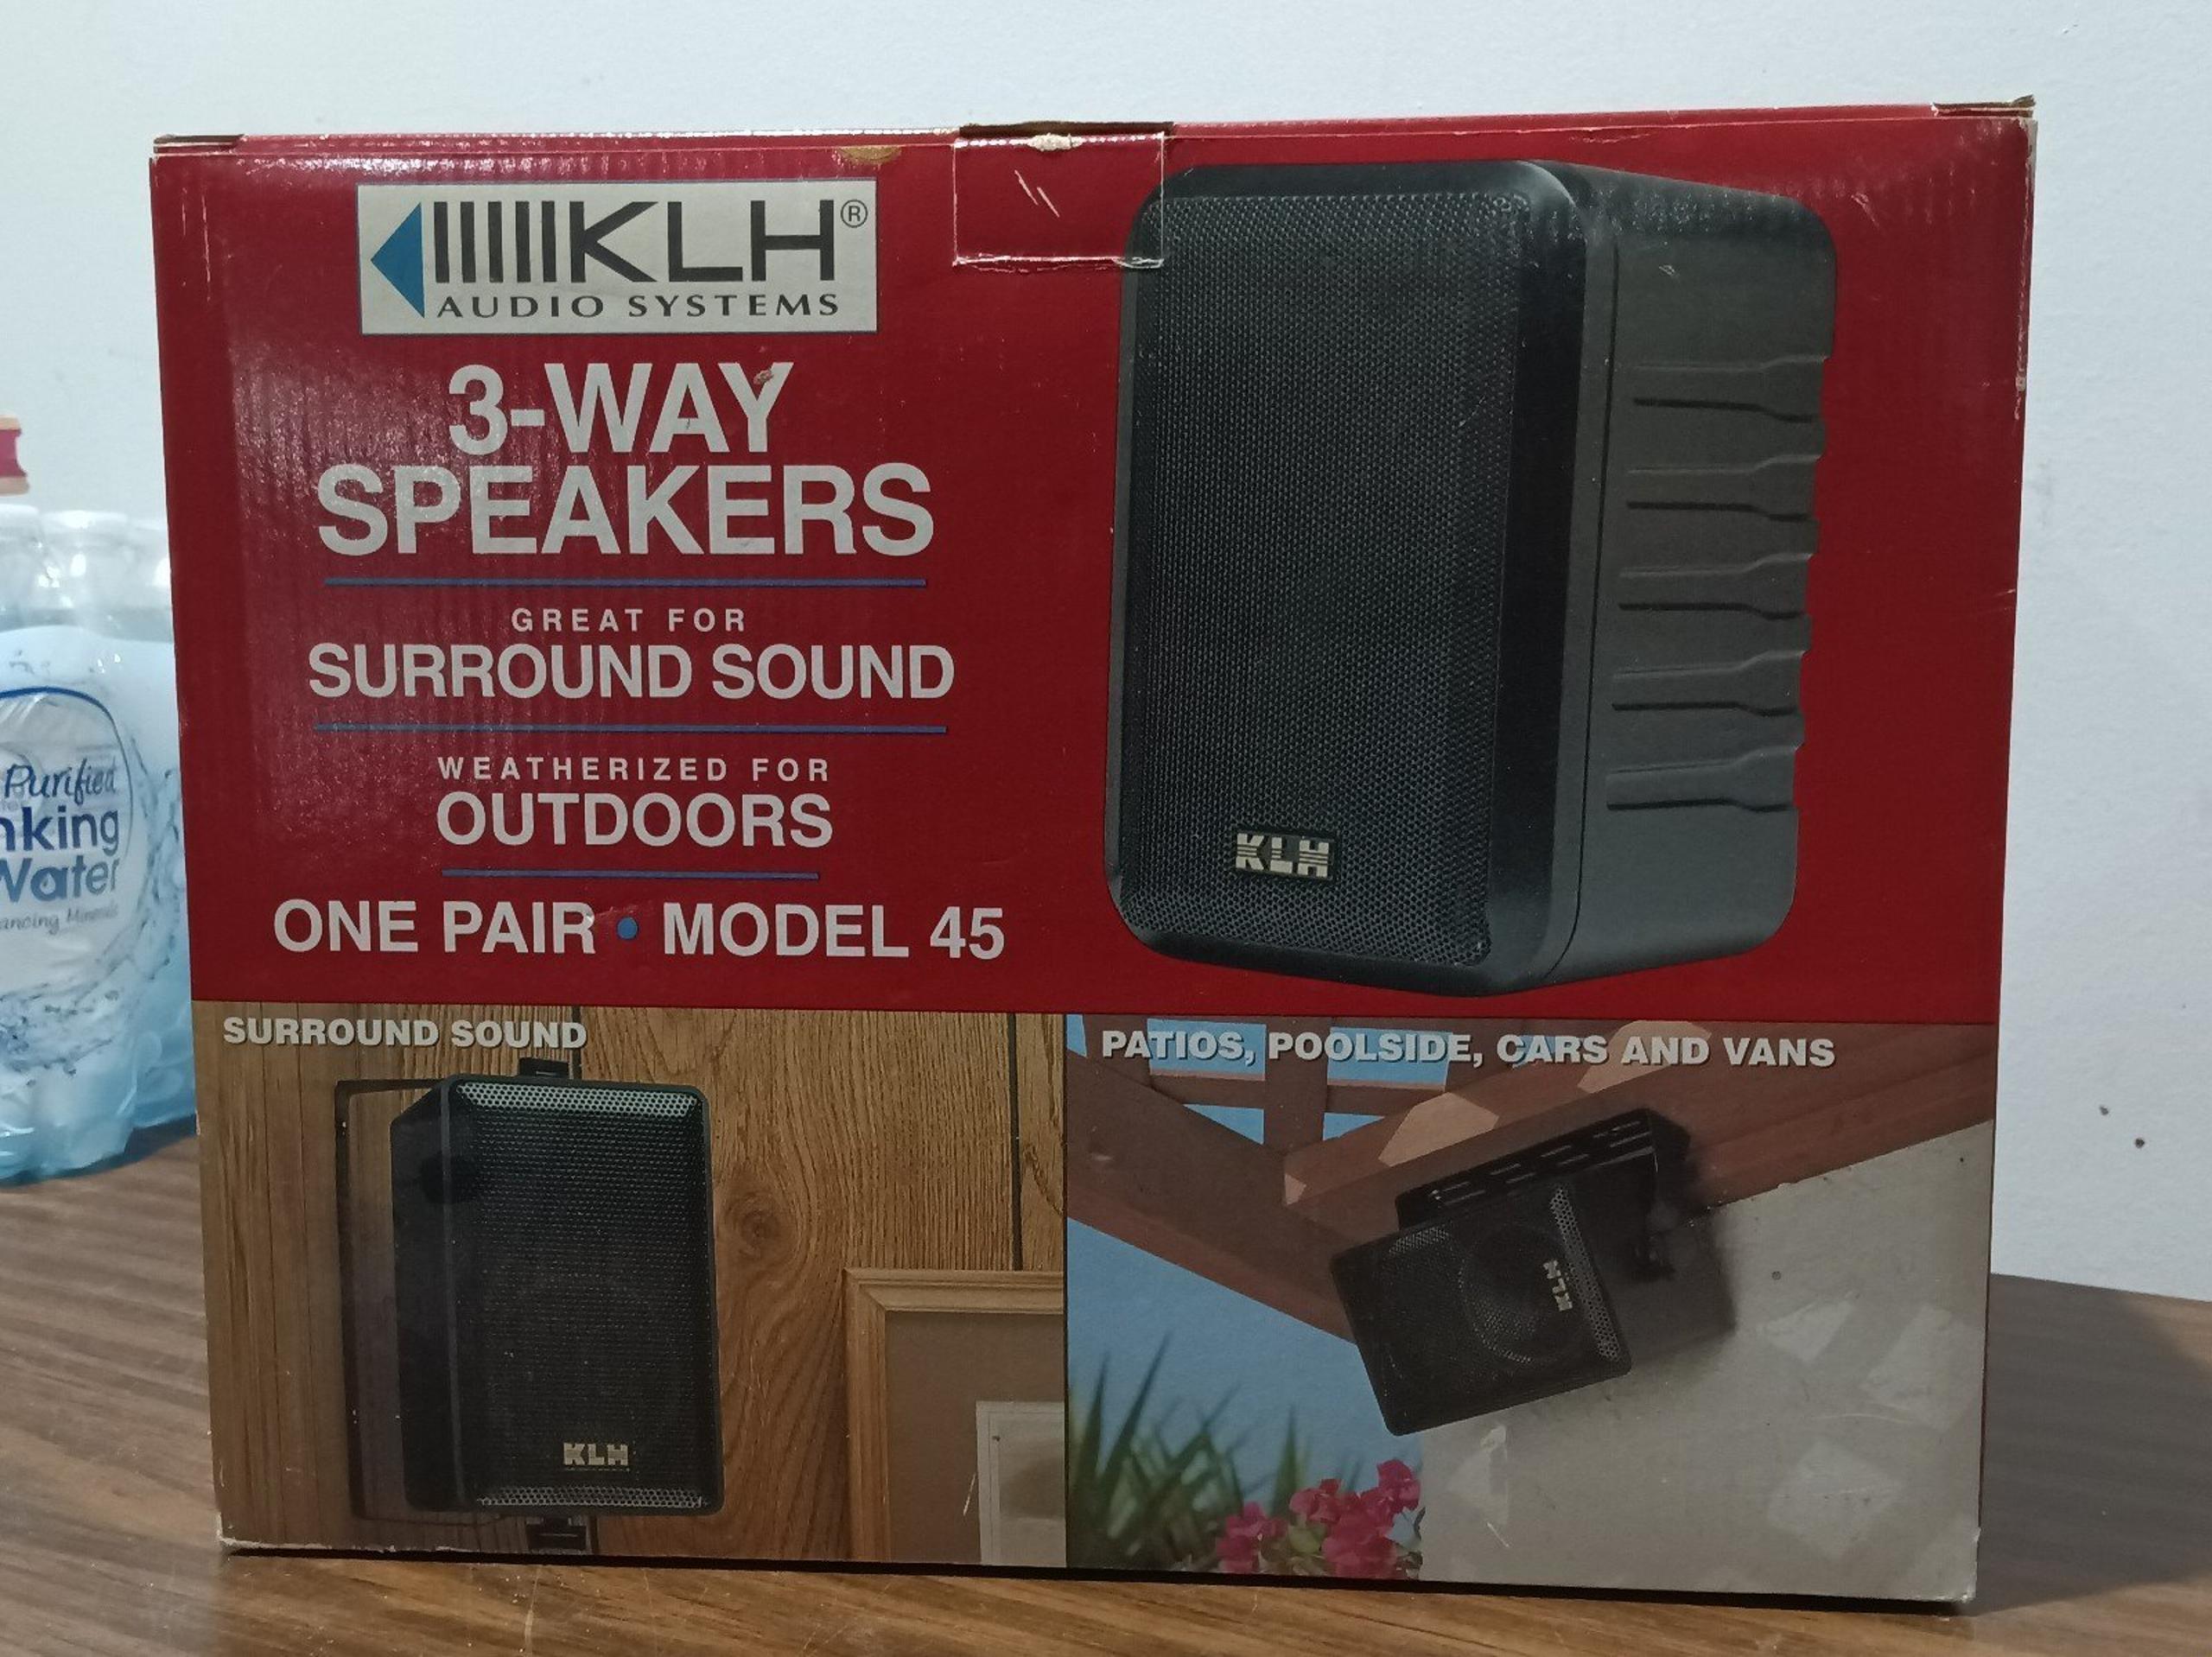 KLH®
AUDIO SYSTEMS
3-WAY
SPEAKERS
GREAT FOR
SURROUND SOUND
WEATHERIZED FOR
OUTDOORS
ONE PAIR • MODEL 45
KLH
SURROUND SOUND
KLH
PATIOS, POOLSIDE, CARS AND VANS
KLH
Purified
Water